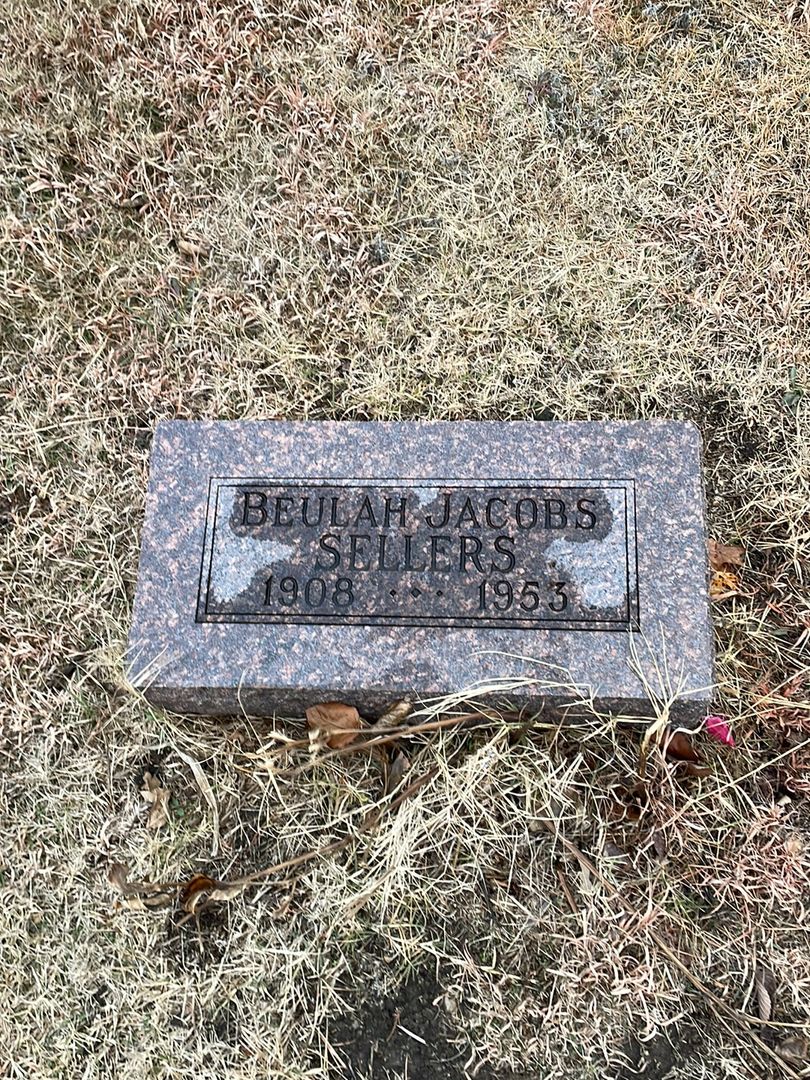 BEULAH JACOBS
SELLERS
1908 ··· 1953